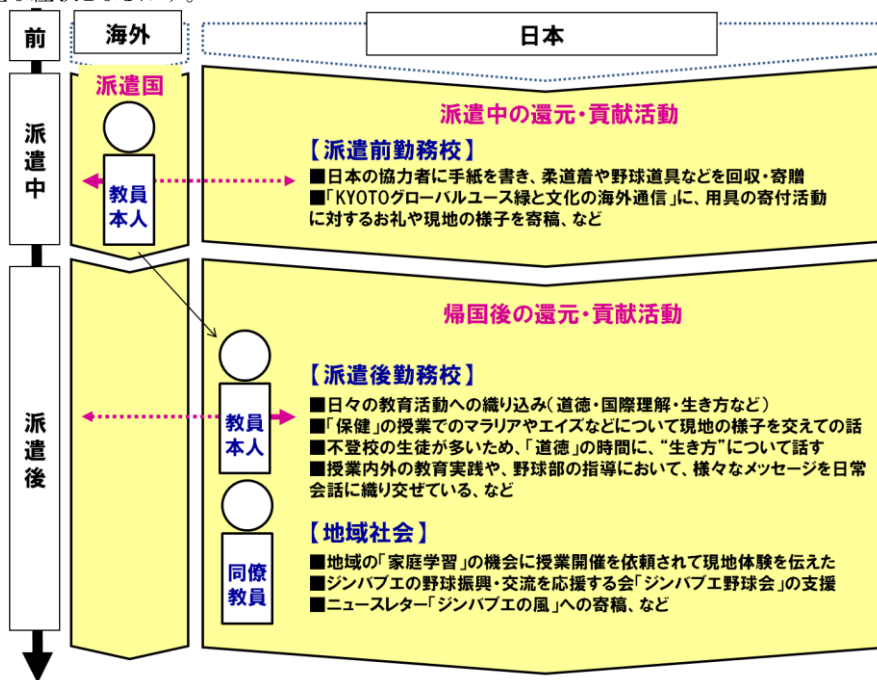 前
海外
日本
派遣中
派遣国
教員
本人
派遣中の還元・貢献活動
【派遣前勤務校】
■日本の協力者に手紙を書き、柔道着や野球道具などを回収・寄贈
■「KYOTOグローバルユース緑と文化の海外通信」に、用具の寄付活動
に対するお礼や現地の様子を寄稿、など
派遣後
帰国後の還元・貢献活動
教員
本人
【派遣後勤務校】
■日々の教育活動への織り込み(道徳・国際理解・生き方など)
■「保健」の授業でのマラリアやエイズなどについて現地の様子を交えての話
■不登校の生徒が多いため、「道徳」の時間に、“生き方”について話す
■授業内外の教育実践や、野球部の指導において、様々なメッセージを日常
会話に織り交ぜている、など
同僚
教員
【地域社会】
■地域の「家庭学習」の機会に授業開催を依頼されて現地体験を伝えた
■ジンバブエの野球振興・交流を応援する会「ジンバブエ野球会」の支援
■ニュースレター「ジンバブエの風」への寄稿、など